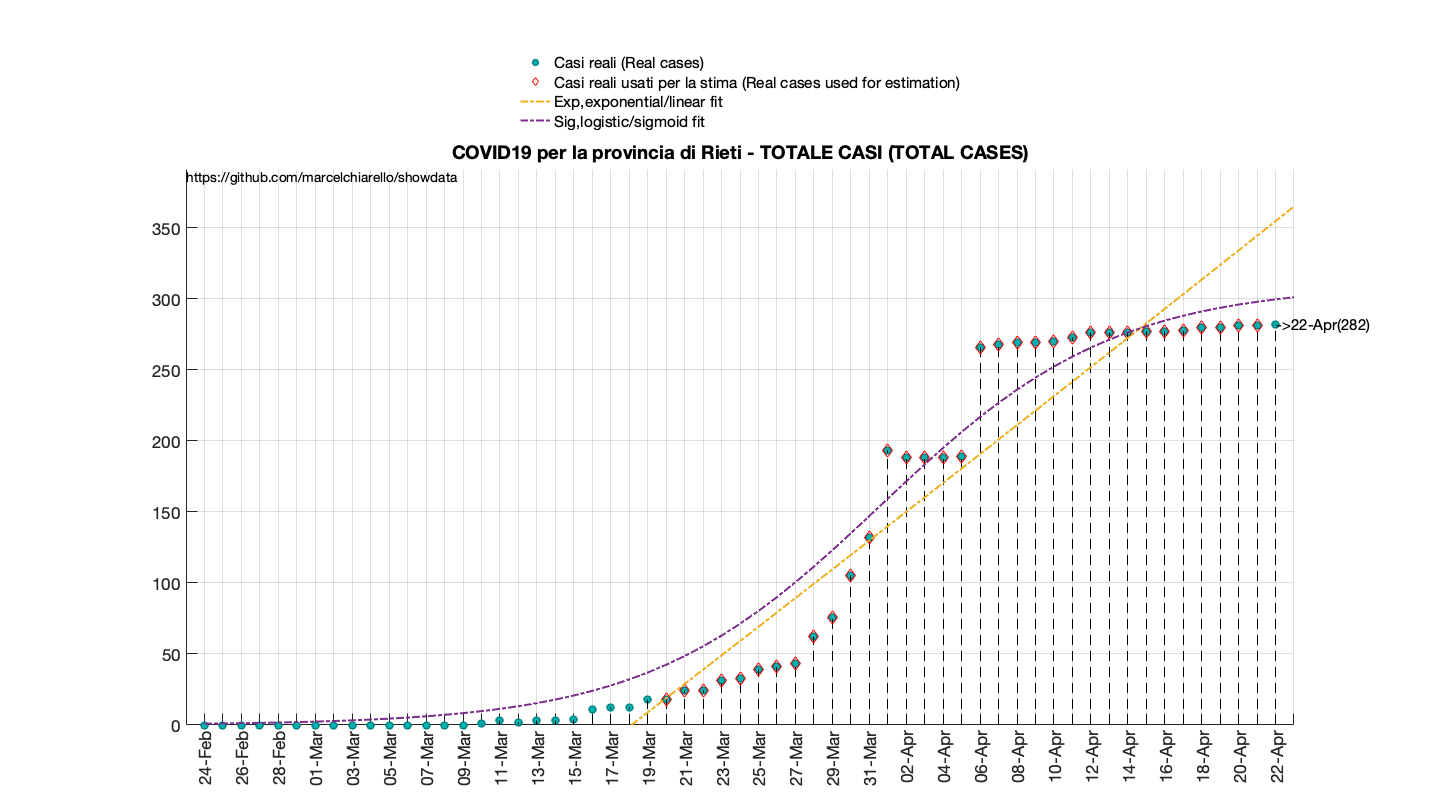 Casi reali (Real cases)
Casi reali usati per la stima (Real cases used for estimation)
Exp,exponential/linear fit
Sig,logistic/sigmoid fit
COVID19 per la provincia di Rieti - TOTALE CASI (TOTAL CASES)
https://github.com/marcelchiarello/showdata
350
300
250
200
150
100
50
0
->22-Apr(282)
24-Feb
26-Feb
28-Feb
01-Mar
03-Mar
05-Mar
07-Mar
09-Mar
11-Mar
13-Mar
15-Mar
17-Mar
19-Mar
21-Mar
23-Mar
25-Mar
27-Mar
29-Mar
31-Mar
02-Apr
04-Apr
06-Apr
08-Apr
10-Apr
12-Apr
14-Apr
16-Apr
18-Apr
20-Apr
22-Apr